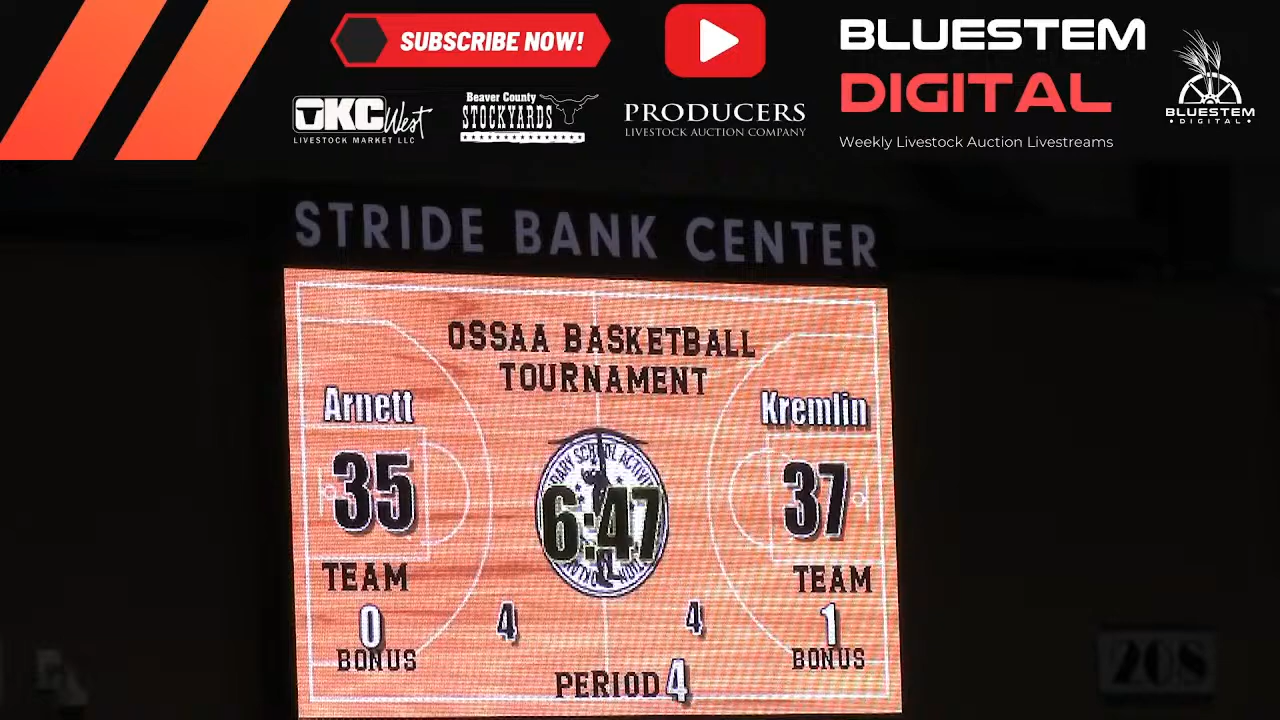 SUBSCRIBE NOW!
BLUESTEM
DIGITAL
Weekly Livestock Auction Livestreams
OKC West
LIVESTOCK MARKET LLC
Beaver County
STOCKYARDS
PRODUCERS
LIVESTOCK AUCTION COMPANY
BLUESTEM
• DIGITAL •
STRIDE BANK CENTER
OSSAA BASKETBALL
TOURNAMENT
Arnett
Kremlin
35
6:47
37
TEAM
TEAM
0
4
4
1
BONUS
BONUS
PERIOD 4